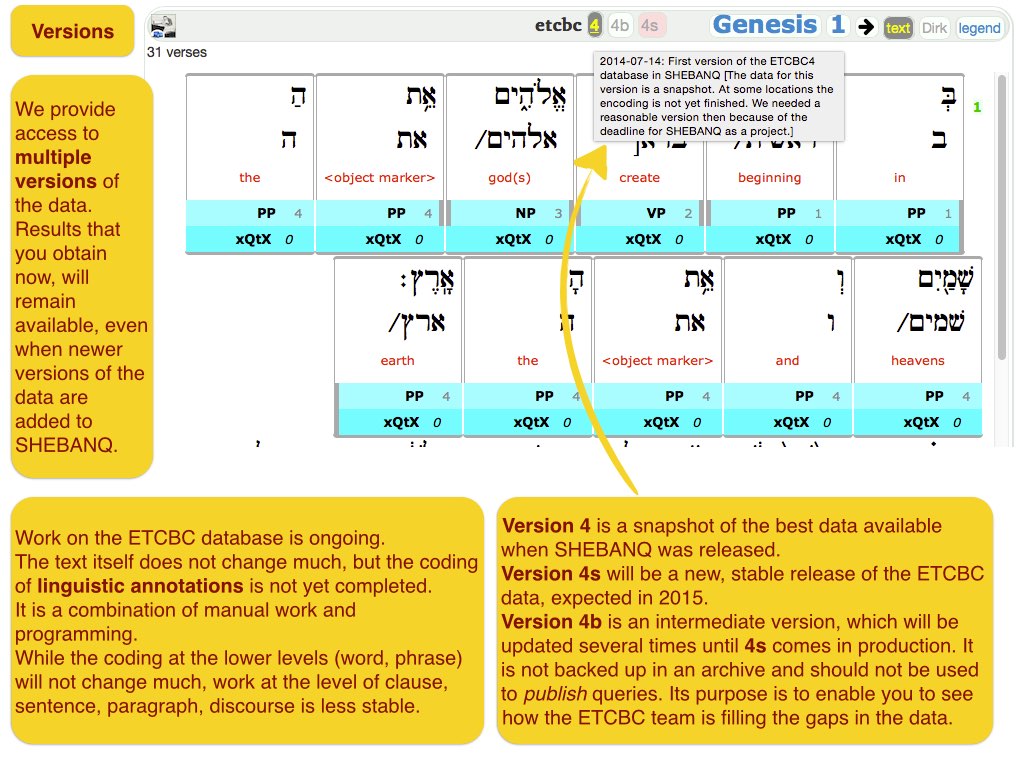 Versions
etcbc 4 4b 4s Genesis 1 text Dirk legend
31 verses
2014-07-14: First version of the ETCBC4
database in SHEBANQ [The data for this
version is a snapshot. At some locations the
encoding is not yet finished. We needed a
reasonable version then because of the
deadline for SHEBANQ as a project.]
1
בְּ אֱלֹהִ֑ים אֵ֥ת הַ
ב אלהים/ את ה
the <object marker> god(s) create beginning in
PP 4 PP 4 NP 3 VP 2 PP 1 PP 1
xQtX 0 xQtX 0 xQtX 0 xQtX 0 xQtX 0 xQtX 0
שָׁמַ֖יִם וְ אֵ֥ת הָ אָֽרֶץ׃
שׁמים/ ו את ה ארץ/
earth the <object marker> and heavens
PP 4 PP 4 PP 4 PP 4 PP 4
xQtX 0 xQtX 0 xQtX 0 xQtX 0 xQtX 0
We provide
access to
multiple
versions of
the data.
Results that
you obtain
now, will
remain
available, even
when newer
versions of the
data are
added to
SHEBANQ.
Work on the ETCBC database is ongoing.
The text itself does not change much, but the coding
of linguistic annotations is not yet completed.
It is a combination of manual work and
programming.
While the coding at the lower levels (word, phrase)
will not change much, work at the level of clause,
sentence, paragraph, discourse is less stable.
Version 4 is a snapshot of the best data available
when SHEBANQ was released.
Version 4s will be a new, stable release of the ETCBC
data, expected in 2015.
Version 4b is an intermediate version, which will be
updated several times until 4s comes in production. It
is not backed up in an archive and should not be used
to publish queries. Its purpose is to enable you to see
how the ETCBC team is filling the gaps in the data.